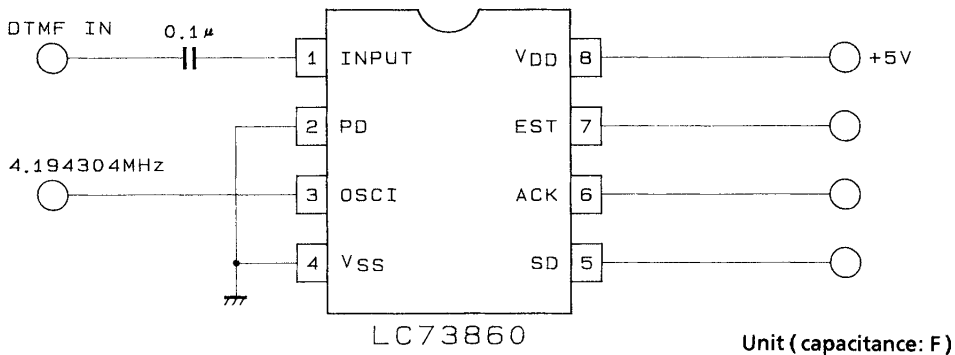 DTMF IN
0.1μ
1 INPUT
VDD 8
+5V
2 PD
EST 7
4.194304MHz
3 OSCI
ACK 6
4 VSS
SD 5
LC73860
Unit ( capacitance: F )